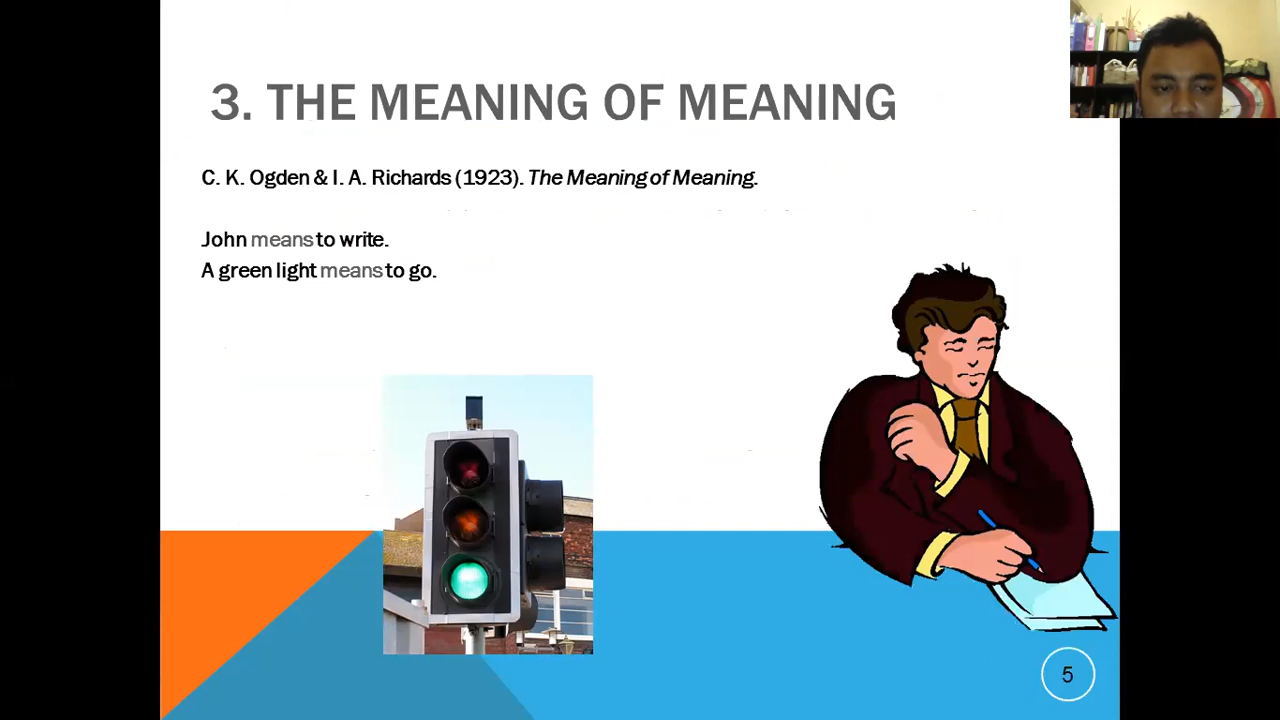 3. THE MEANING OF MEANING
C. K. Ogden & I. A. Richards (1923). The Meaning of Meaning.
John means to write.
A green light means to go.
5